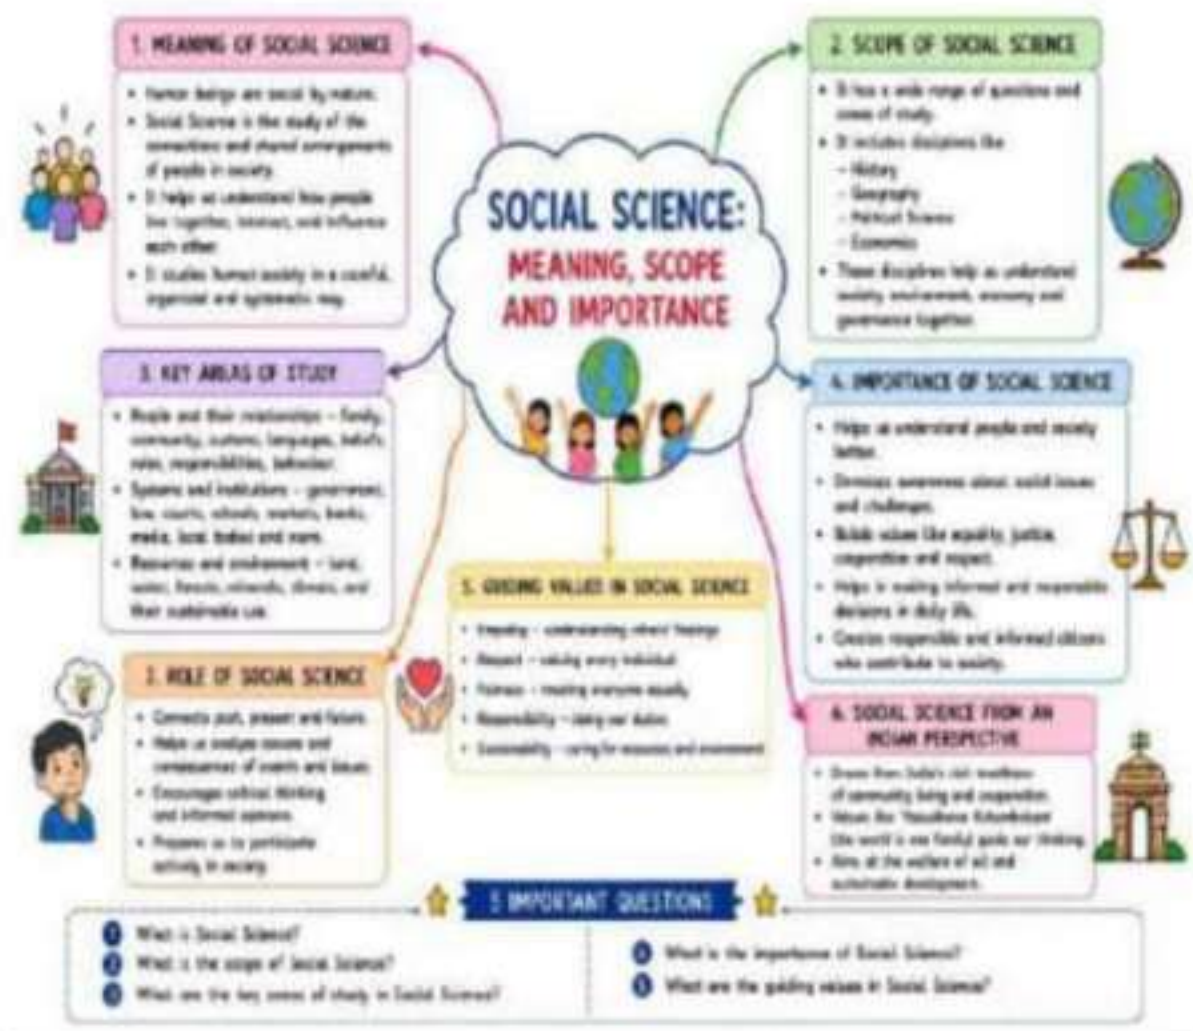 1. MEANING OF SOCIAL SCIENCE
• Human beings are social by nature.
• Social Science is the study of the
connections and shared arrangements
of people in society.
• It helps us understand how people
live together, interact, and influence
each other.
• It studies human society in a careful,
organised and systematic way.
2. SCOPE OF SOCIAL SCIENCE
• It has a wide range of questions and
areas of study.
• It includes disciplines like
- History
- Geography
- Political Science
- Economics
• These disciplines help us understand
society, environment, economy and
governance together.
SOCIAL SCIENCE:
MEANING, SCOPE
AND IMPORTANCE
3. KEY AREAS OF STUDY
• People and their relationships – family,
community, customs, languages, beliefs,
roles, responsibilities, behaviour.
• Systems and institutions – government,
law, courts, schools, markets, banks,
media, local bodies and more.
• Resources and environment – land,
water, forests, minerals, climate, and
their sustainable use.
4. IMPORTANCE OF SOCIAL SCIENCE
• Helps us understand people and society
better.
• awareness about social issues
and challenges.
• Builds values like equality, justice,
cooperation and respect.
• Helps in making informed and responsible
decisions in daily life.
• Creates responsible and informed citizens
who contribute to society.
5. GUIDING VALUES IN SOCIAL SCIENCE
• Empathy – understanding others' feelings
• Respect – valuing every individual
• Fairness – treating everyone equally
• Responsibility – doing our duties
• Sustainability – caring for resources and environment
ROLE OF SOCIAL SCIENCE
• Connects past, present and future.
• Helps us analyse causes and
consequences of events and issues.
• Encourages critical thinking
and informed opinions.
• Prepares us to participate
actively in society.
6. SOCIAL SCIENCE FROM AN
INDIAN PERSPECTIVE
• Draws from India's rich traditions
of community living and cooperation.
• Values like
(the world is one family) guide our thinking.
• Aims at the welfare of all and
sustainable development.
5 IMPORTANT QUESTIONS
1 What is Social Science?
2 What is the scope of Social Science?
3 What are the key areas of study in Social Science?
4 What is the importance of Social Science?
5 What are the guiding values in Social Science?